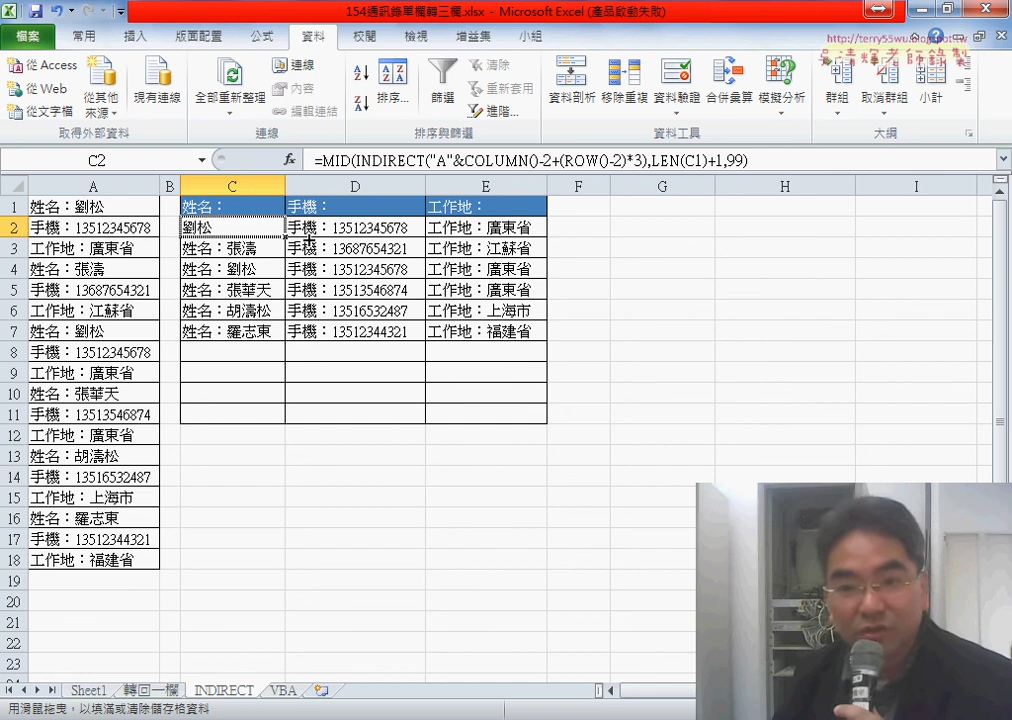 154通訊錄單欄轉三欄.xlsx - Microsoft Excel (產品啟動失敗)
檔案 常用 插入 版面配置 公式 資料 校閱 檢視 增益集 小組
http://terry55wu.blogspot.tw
吳清輝老師錄製
從 Access
從 Web
從文字檔
從其他來源
現有連線
取得外部資料
全部重新整理
連線
內容
編輯連結
連線
排序...
篩選
清除
重新套用
進階...
排序與篩選
資料剖析 移除重複 資料驗證 合併彙算 模擬分析
資料工具
群組 取消群組 小計
大綱
C2 fx =MID(INDIRECT("A"&COLUMN()-2+(ROW()-2)*3),LEN(C1)+1,99)
A B C D E F G H I
1 姓名：劉松 姓名： 手機： 工作地：
2 手機：13512345678 劉松 手機：13512345678 工作地：廣東省
3 工作地：廣東省 姓名：張濤 手機：13687654321 工作地：江蘇省
4 姓名：張濤 姓名：劉松 手機：13512345678 工作地：廣東省
5 手機：13687654321 姓名：張華天 手機：13513546874 工作地：廣東省
6 工作地：江蘇省 姓名：胡濤松 手機：13516532487 工作地：上海市
7 姓名：劉松 姓名：羅志東 手機：13512344321 工作地：福建省
8 手機：13512345678
9 工作地：廣東省
10 姓名：張華天
11 手機：13513546874
12 工作地：廣東省
13 姓名：胡濤松
14 手機：13516532487
15 工作地：上海市
16 姓名：羅志東
17 手機：13512344321
18 工作地：福建省
19
20
21
22
23
Sheet1 轉回一欄 INDIRECT VBA
用滑鼠拖曳，以填滿或清除儲存格資料